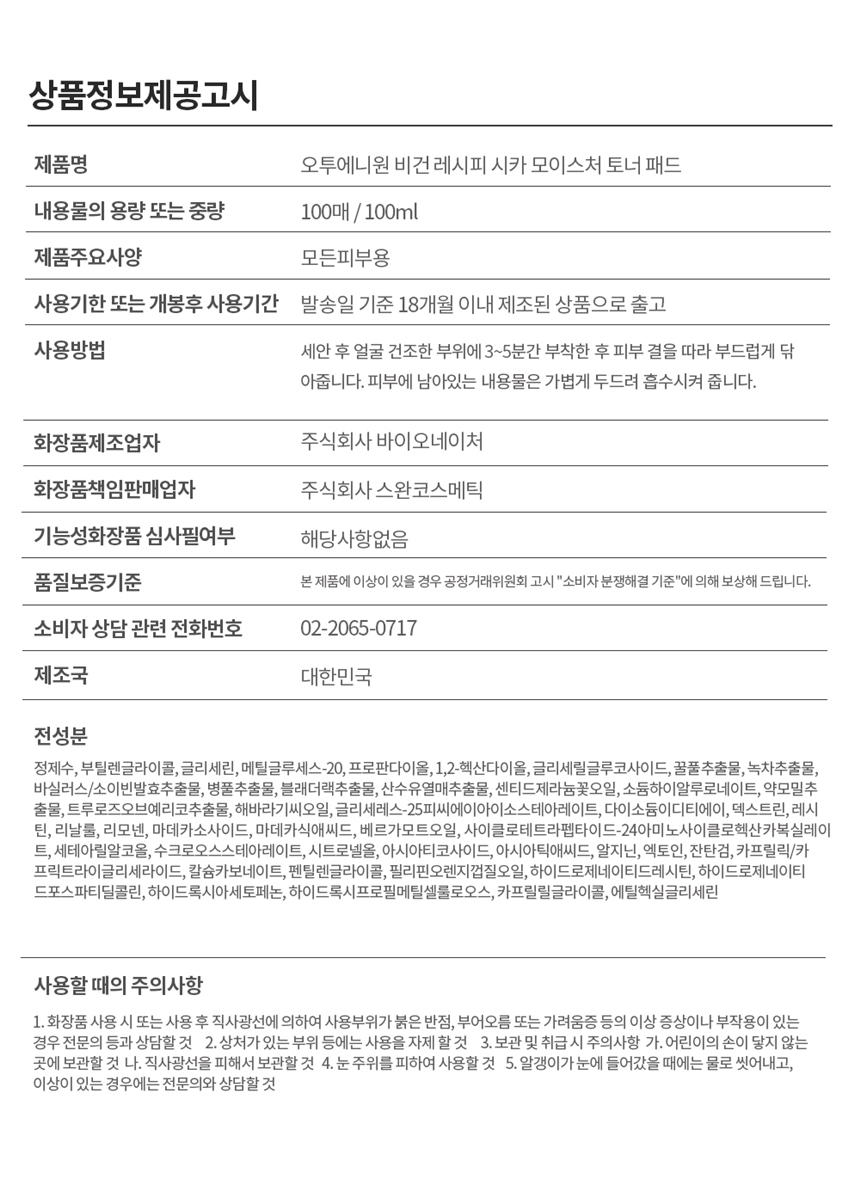 상품정보제공고시
제품명 오투에니원 비건 레시피 시카 모이스처 토너 패드
내용물의 용량 또는 중량 100매 / 100ml
제품주요사양 모든피부용
사용기한 또는 개봉후 사용기간 발송일 기준 18개월 이내 제조된 상품으로 출고
사용방법 세안 후 얼굴 건조한 부위에 3~5분간 부착한 후 피부 결을 따라 부드럽게 닦
아줍니다. 피부에 남아있는 내용물은 가볍게 두드려 흡수시켜 줍니다.
화장품제조업자 주식회사 바이오네이처
화장품책임판매업자 주식회사 스완코스메틱
기능성화장품 심사필여부 해당사항없음
품질보증기준 본 제품에 이상이 있을 경우 공정거래위원회 고시 "소비자 분쟁해결 기준"에 의해 보상해 드립니다.
소비자 상담 관련 전화번호 02-2065-0717
제조국 대한민국
전성분
정제수, 부틸렌글라이콜, 글리세린, 메틸글루세스-20, 프로판다이올, 1,2-헥산다이올, 글리세릴글루코사이드, 꿀풀추출물, 녹차추출물,
바실러스/소이빈발효추출물, 병풀추출물, 블래더랙추출물, 산수유열매추출물, 센티드제라늄꽃오일, 소듐하이알루로네이트, 약모밀추
출물, 트루로즈오브예리코추출물, 해바라기씨오일, 글리세레스-25피씨에이아이소스테아레이트, 다이소듐이디티에이, 덱스트린, 레시
틴, 리날룰, 리모넨, 마데카소사이드, 마데카식애씨드, 베르가모트오일, 사이클로테트라펩타이드-24아미노사이클로헥산카복실레이
트, 세테아릴알코올, 수크로오스스테아레이트, 시트로넬올, 아시아티코사이드, 아시아틱애씨드, 알지닌, 엑토인, 잔탄검, 카프릴릭/카
프릭트라이글리세라이드, 칼슘카보네이트, 펜틸렌글라이콜, 필리핀오렌지껍질오일, 하이드로제네이티드레시틴, 하이드로제네이티
드포스파티딜콜린, 하이드록시아세토페논, 하이드록시프로필메틸셀룰로오스, 카프릴릴글라이콜, 에틸헥실글리세린
사용할 때의 주의사항
1. 화장품 사용 시 또는 사용 후 직사광선에 의하여 사용부위가 붉은 반점, 부어오름 또는 가려움증 등의 이상 증상이나 부작용이 있는
경우 전문의 등과 상담할 것 2. 상처가 있는 부위 등에는 사용을 자제 할 것 3. 보관 및 취급 시 주의사항 가. 어린이의 손이 닿지 않는
곳에 보관할 것 나. 직사광선을 피해서 보관할 것 4. 눈 주위를 피하여 사용할 것 5. 알갱이가 눈에 들어갔을 때에는 물로 씻어내고,
이상이 있는 경우에는 전문의와 상담할 것